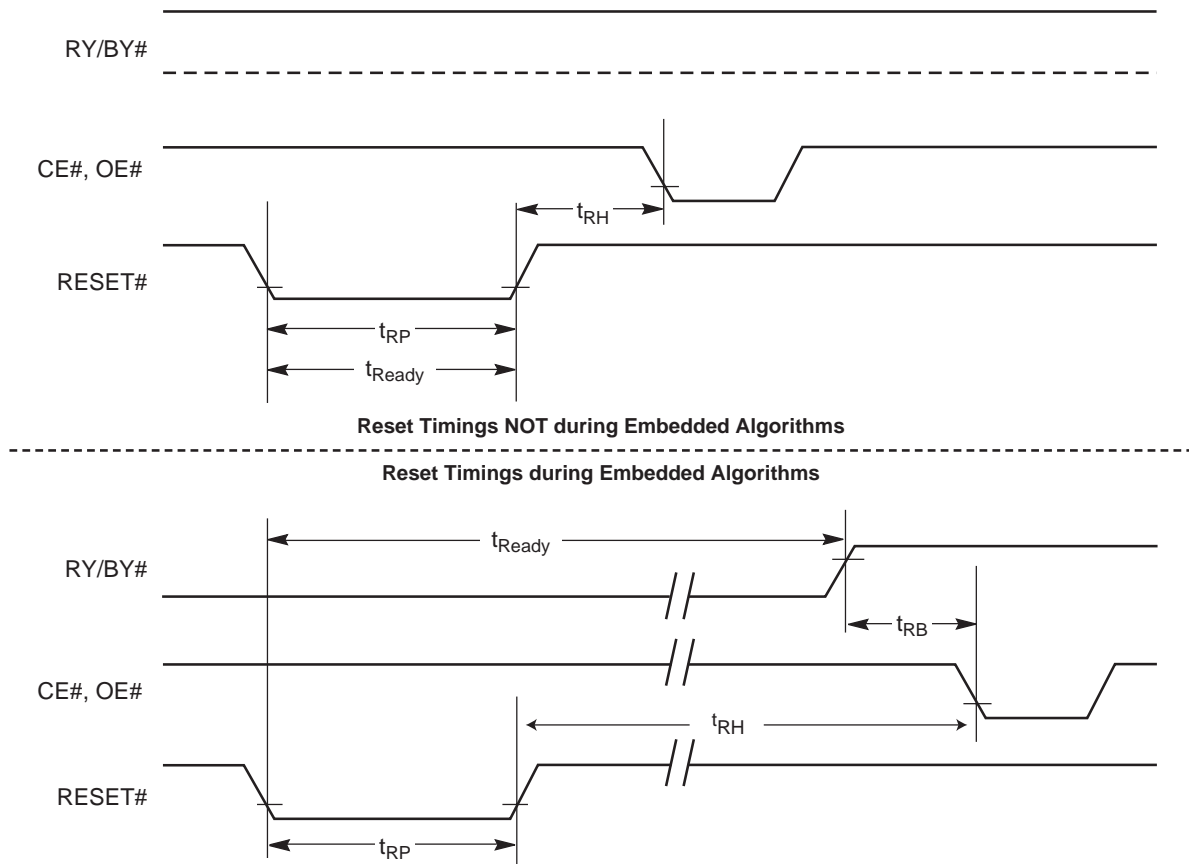 RY/BY#
CE#, OE#
tRH
RESET#
tRP
tReady
Reset Timings NOT during Embedded Algorithms
Reset Timings during Embedded Algorithms
tReady
RY/BY#
tRB
CE#, OE#
tRH
RESET#
tRP